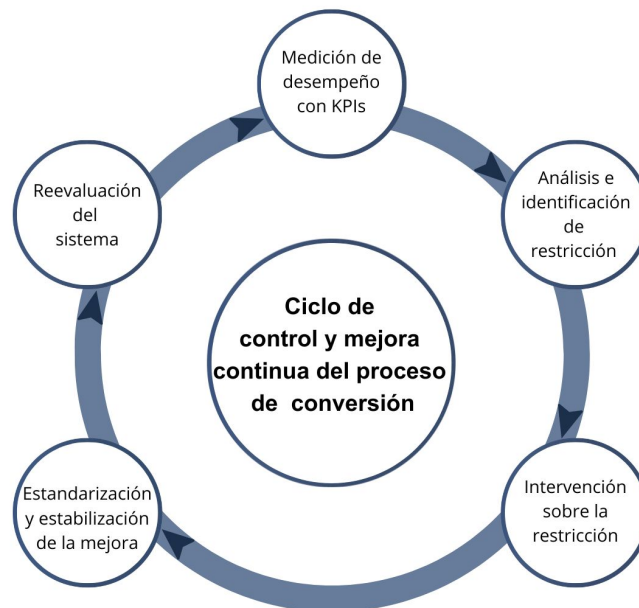 Medición de
desempeño
con KPIs
Análisis e
identificación
de
restricción
Intervención
sobre la
restricción
Estandarización
y estabilización
de la mejora
Reevaluación
del
sistema
Ciclo de
control y mejora
continua del proceso
de conversión